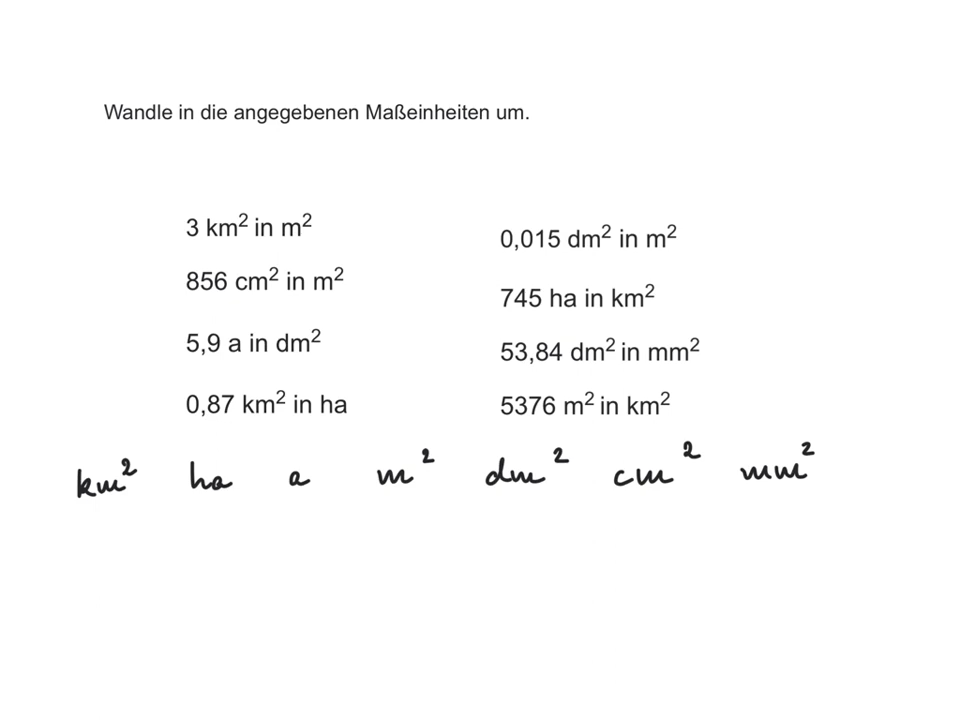 Wandle in die angegebenen Maßeinheiten um.
3 km² in m²
856 cm² in m²
5,9 a in dm²
0,87 km² in ha
0,015 dm² in m²
745 ha in km²
53,84 dm² in mm²
5376 m² in km²
km² ha a m² dm² cm² mm²